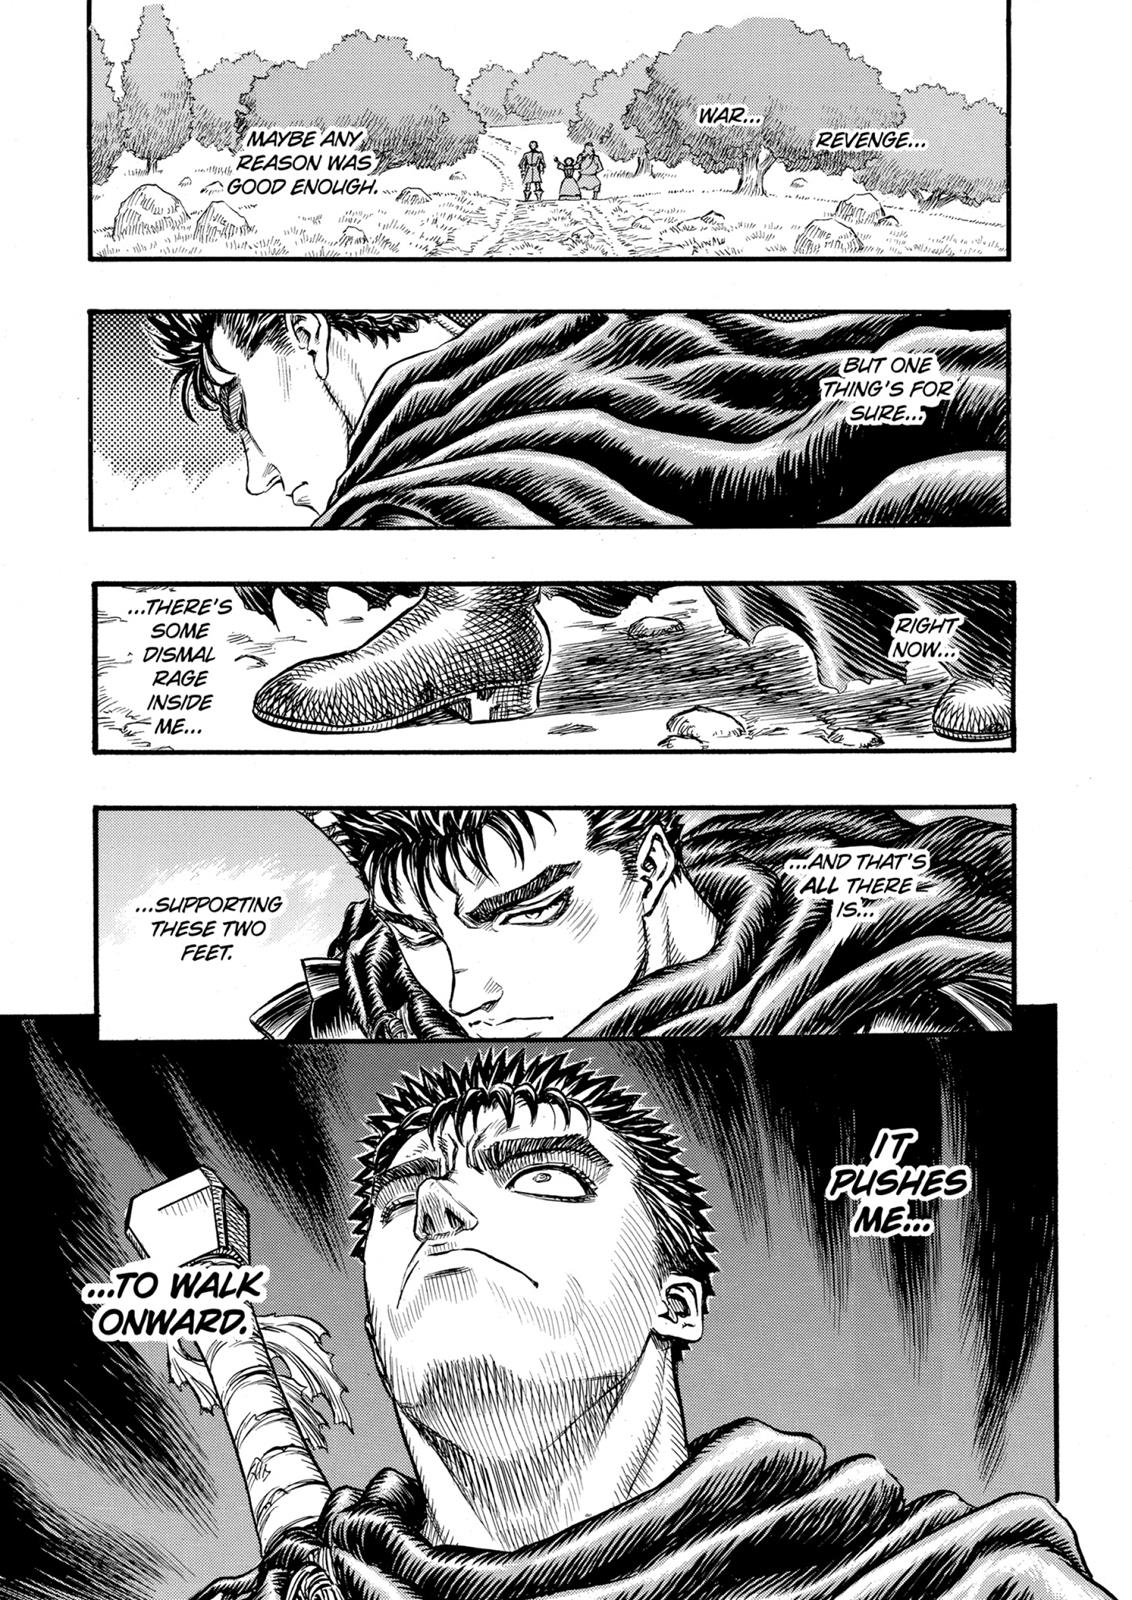 WAR...
REVENGE...
MAYBE ANY
REASON WAS
GOOD ENOUGH.
BUT ONE
THING'S FOR
SURE...
RIGHT
NOW...
...THERE'S
SOME
DISMAL
RAGE
INSIDE
ME...
...AND THAT'S
ALL THERE
IS...
...SUPPORTING
THESE TWO
FEET.
IT
PUSHES
ME...
...TO WALK
ONWARD.